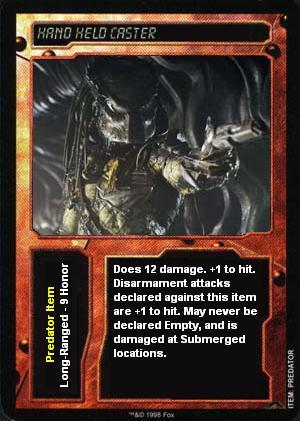 HAND HELD CASTER
Does 12 damage. +1 to hit.
Disarmament attacks
declared against this item
are +1 to hit. May never be
declared Empty, and is
damaged at Submerged
locations.
Predator Item
Long-Ranged - 9 Honor
ITEM: PREDATOR
™&© 1998 Fox